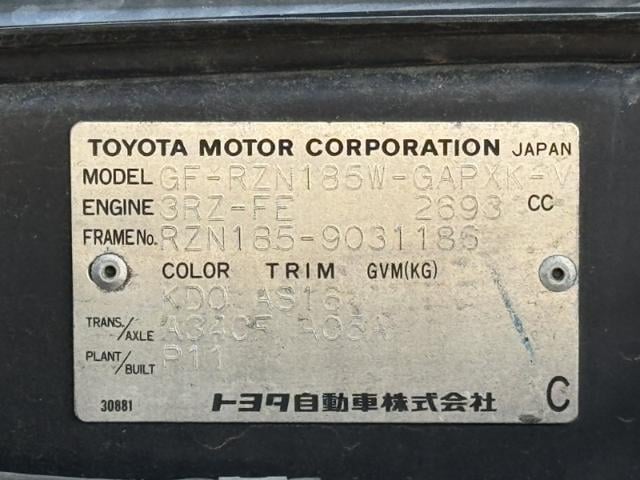 TOYOTA MOTOR CORPORATION JAPAN
MODEL GF-RZN185W-GAPXK-V
ENGINE 3RZ-FE 2693 CC
FRAME No. RZN185-9031186
COLOR TRIM GVM(KG)
KD0 AS16
TRANS./AXLE A340F A03A
PLANT/BUILT P11
30881 トヨタ自動車株式会社 C